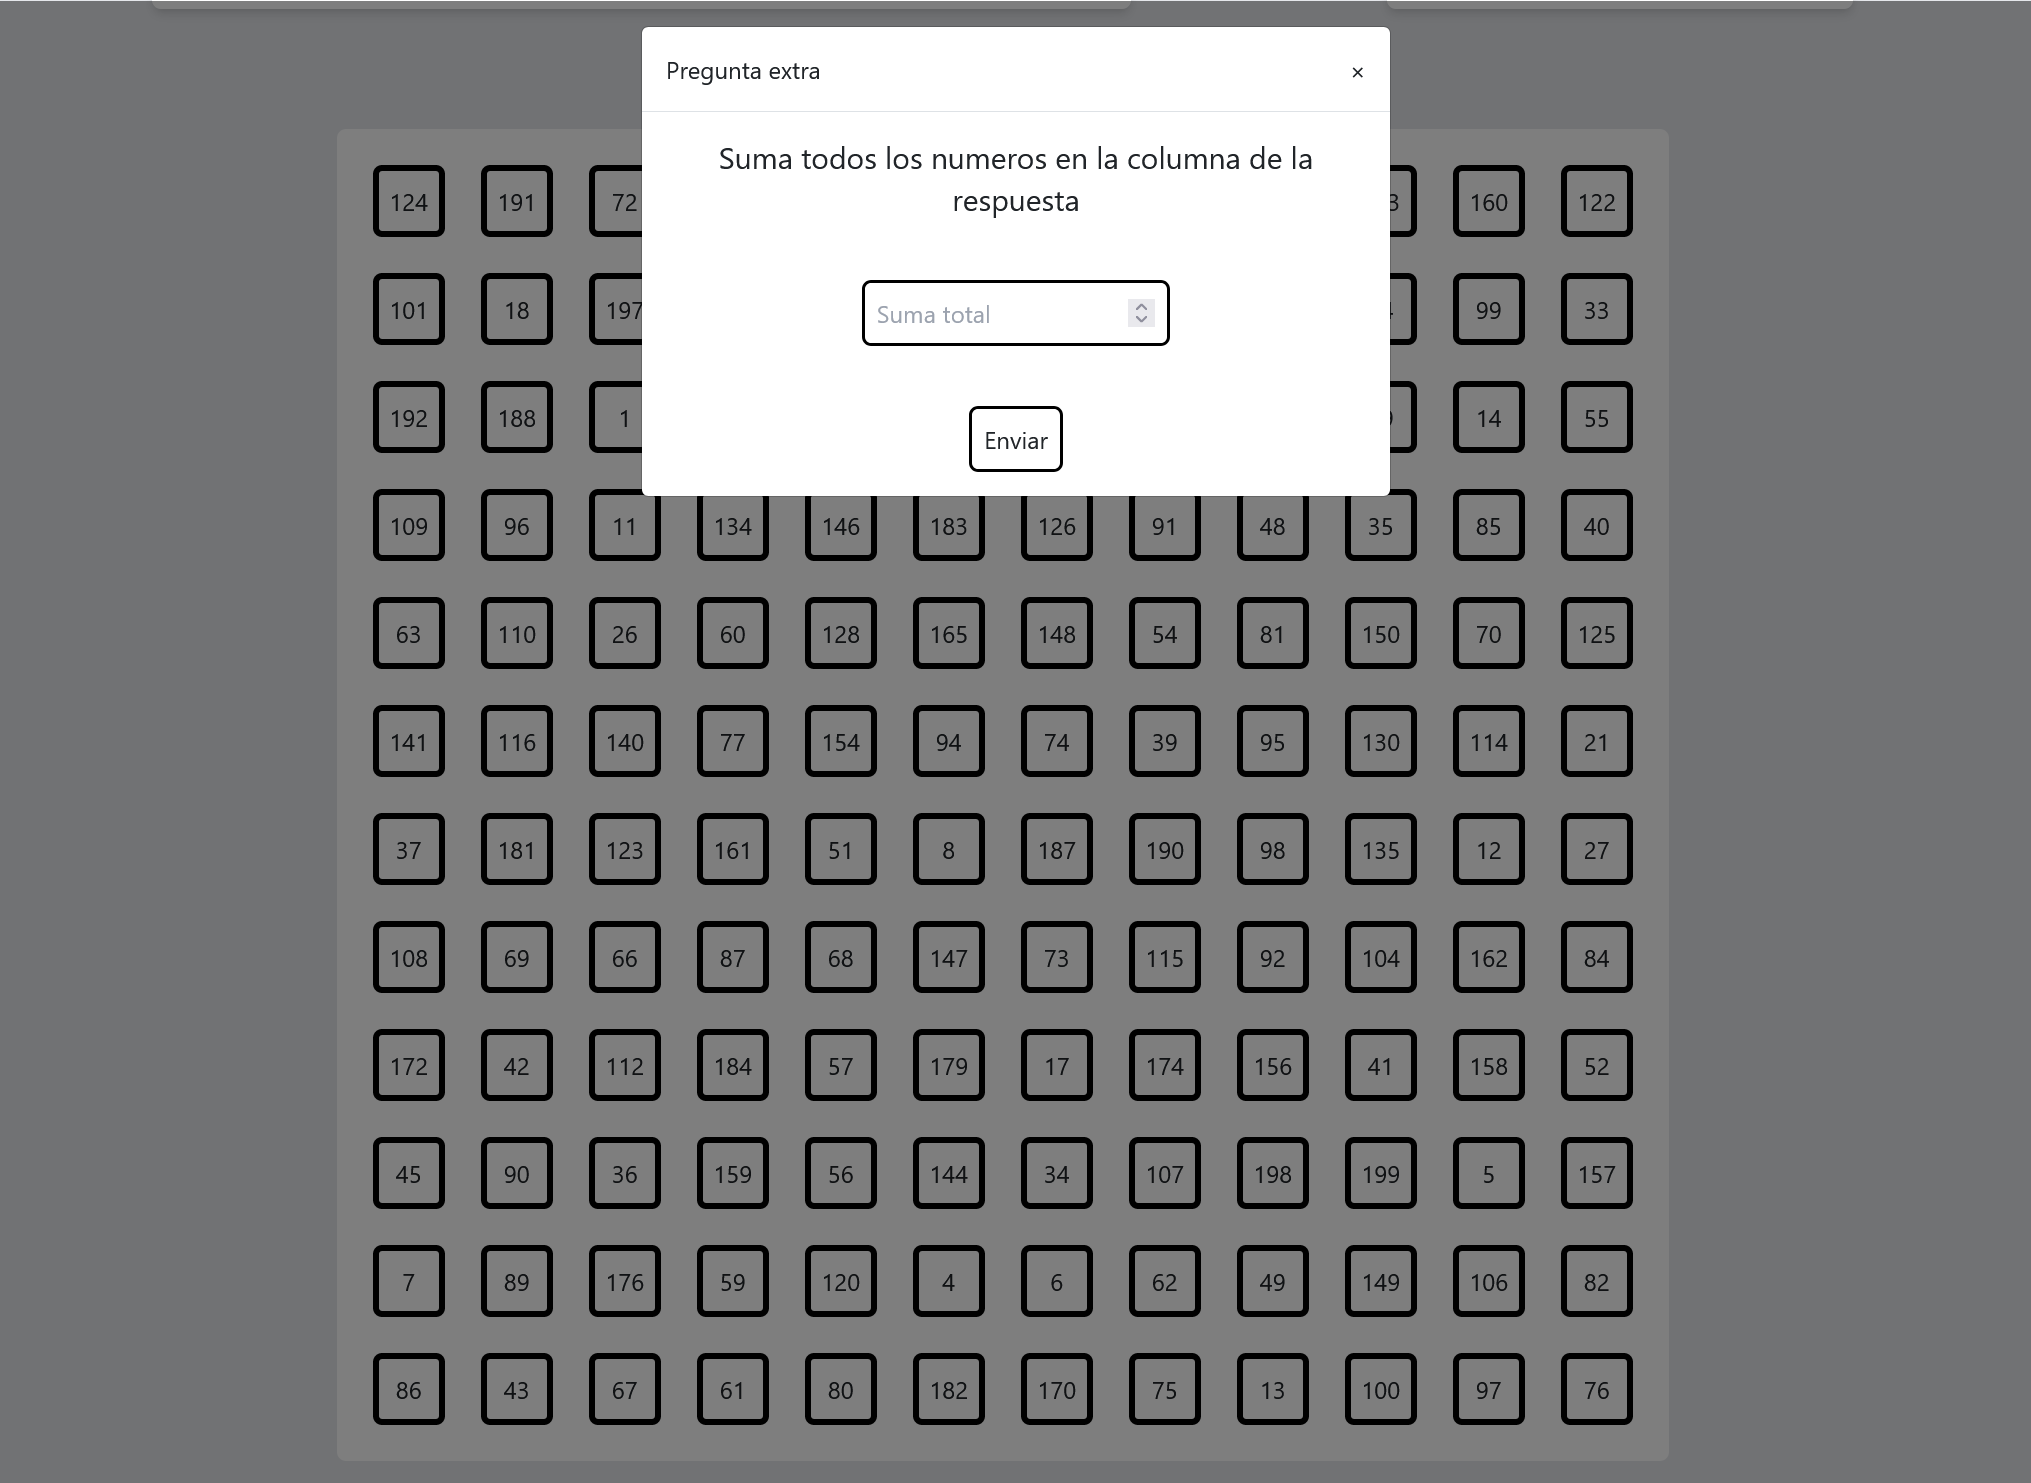 Pregunta extra ×
Suma todos los numeros en la columna de la
respuesta
Suma total
Enviar
124 191 72 160 122
101 18 197 99 33
192 188 1 14 55
109 96 11 134 146 183 126 91 48 35 85 40
63 110 26 60 128 165 148 54 81 150 70 125
141 116 140 77 154 94 74 39 95 130 114 21
37 181 123 161 51 8 187 190 98 135 12 27
108 69 66 87 68 147 73 115 92 104 162 84
172 42 112 184 57 179 17 174 156 41 158 52
45 90 36 159 56 144 34 107 198 199 5 157
7 89 176 59 120 4 6 62 49 149 106 82
86 43 67 61 80 182 170 75 13 100 97 76